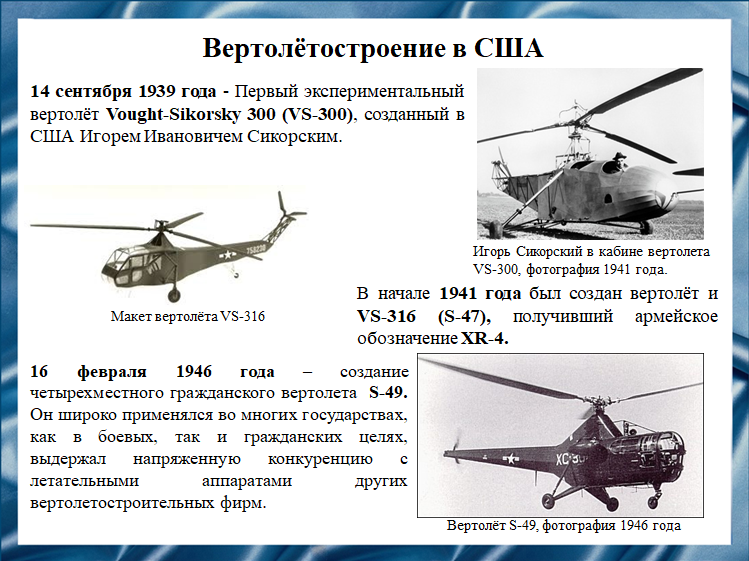 Вертолётостроение в США
14 сентября 1939 года - Первый экспериментальный
вертолёт Vought-Sikorsky 300 (VS-300), созданный в
США Игорем Ивановичем Сикорским.
Игорь Сикорский в кабине вертолета
VS-300, фотография 1941 года.
758238
Макет вертолёта VS-316
В начале 1941 года был создан вертолёт и
VS-316 (S-47), получивший армейское
обозначение XR-4.
16 февраля 1946 года – создание
четырехместного гражданского вертолета S-49.
Он широко применялся во многих государствах,
как в боевых, так и гражданских целях,
выдержал напряженную конкуренцию с
летательными аппаратами других
вертолетостроительных фирм.
Вертолёт S-49, фотография 1946 года